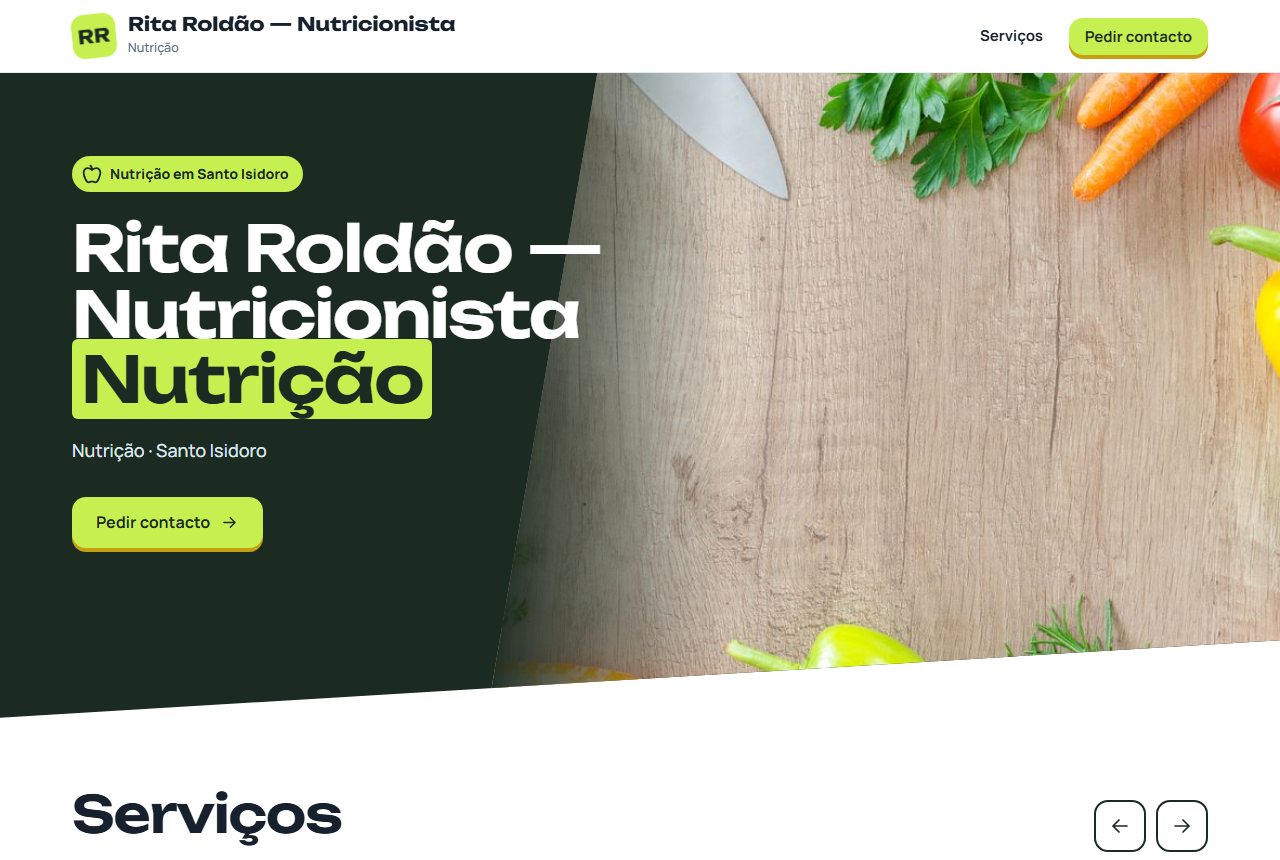 RR
Rita Roldão — Nutricionista
Nutrição
Serviços
Pedir contacto
Nutrição em Santo Isidoro
Rita Roldão —
Nutricionista
Nutrição
Nutrição · Santo Isidoro
Pedir contacto →
Serviços
← →